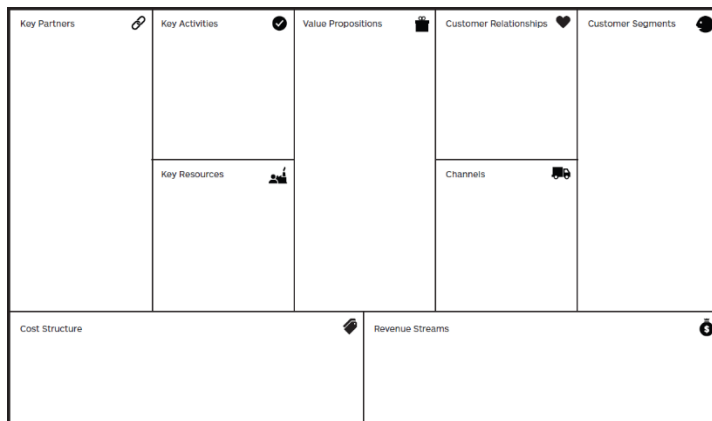 Key Partners
Key Activities
Value Propositions
Customer Relationships
Customer Segments
Key Resources
Channels
Cost Structure
Revenue Streams
$